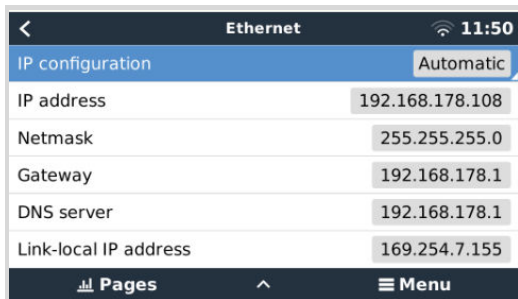 Ethernet 11:50
IP configuration Automatic
IP address 192.168.178.108
Netmask 255.255.255.0
Gateway 192.168.178.1
DNS server 192.168.178.1
Link-local IP address 169.254.7.155
Pages Menu